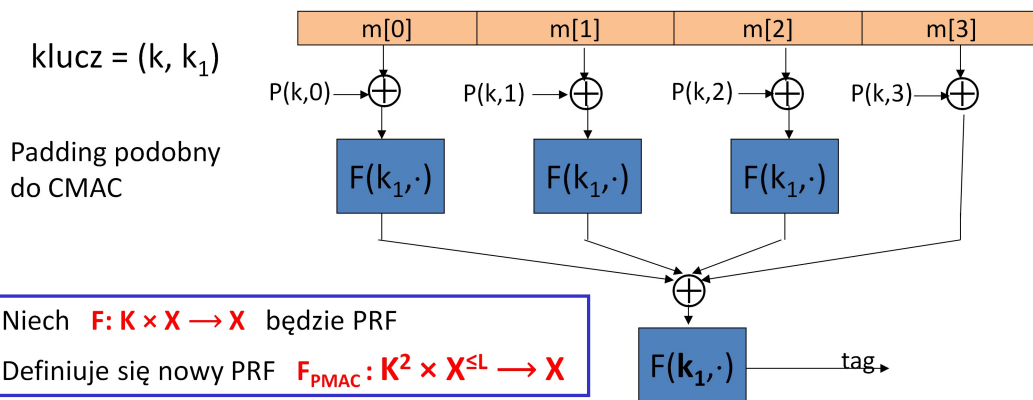 m[0] m[1] m[2] m[3]
klucz = (k, k₁)
P(k,0) P(k,1) P(k,2) P(k,3)
Padding podobny
do CMAC
F(k₁,·) F(k₁,·) F(k₁,·)
Niech F: K × X ⟶ X będzie PRF
Definiuje się nowy PRF F_PMAC : K² × X^≤L ⟶ X
F(k₁,·) tag